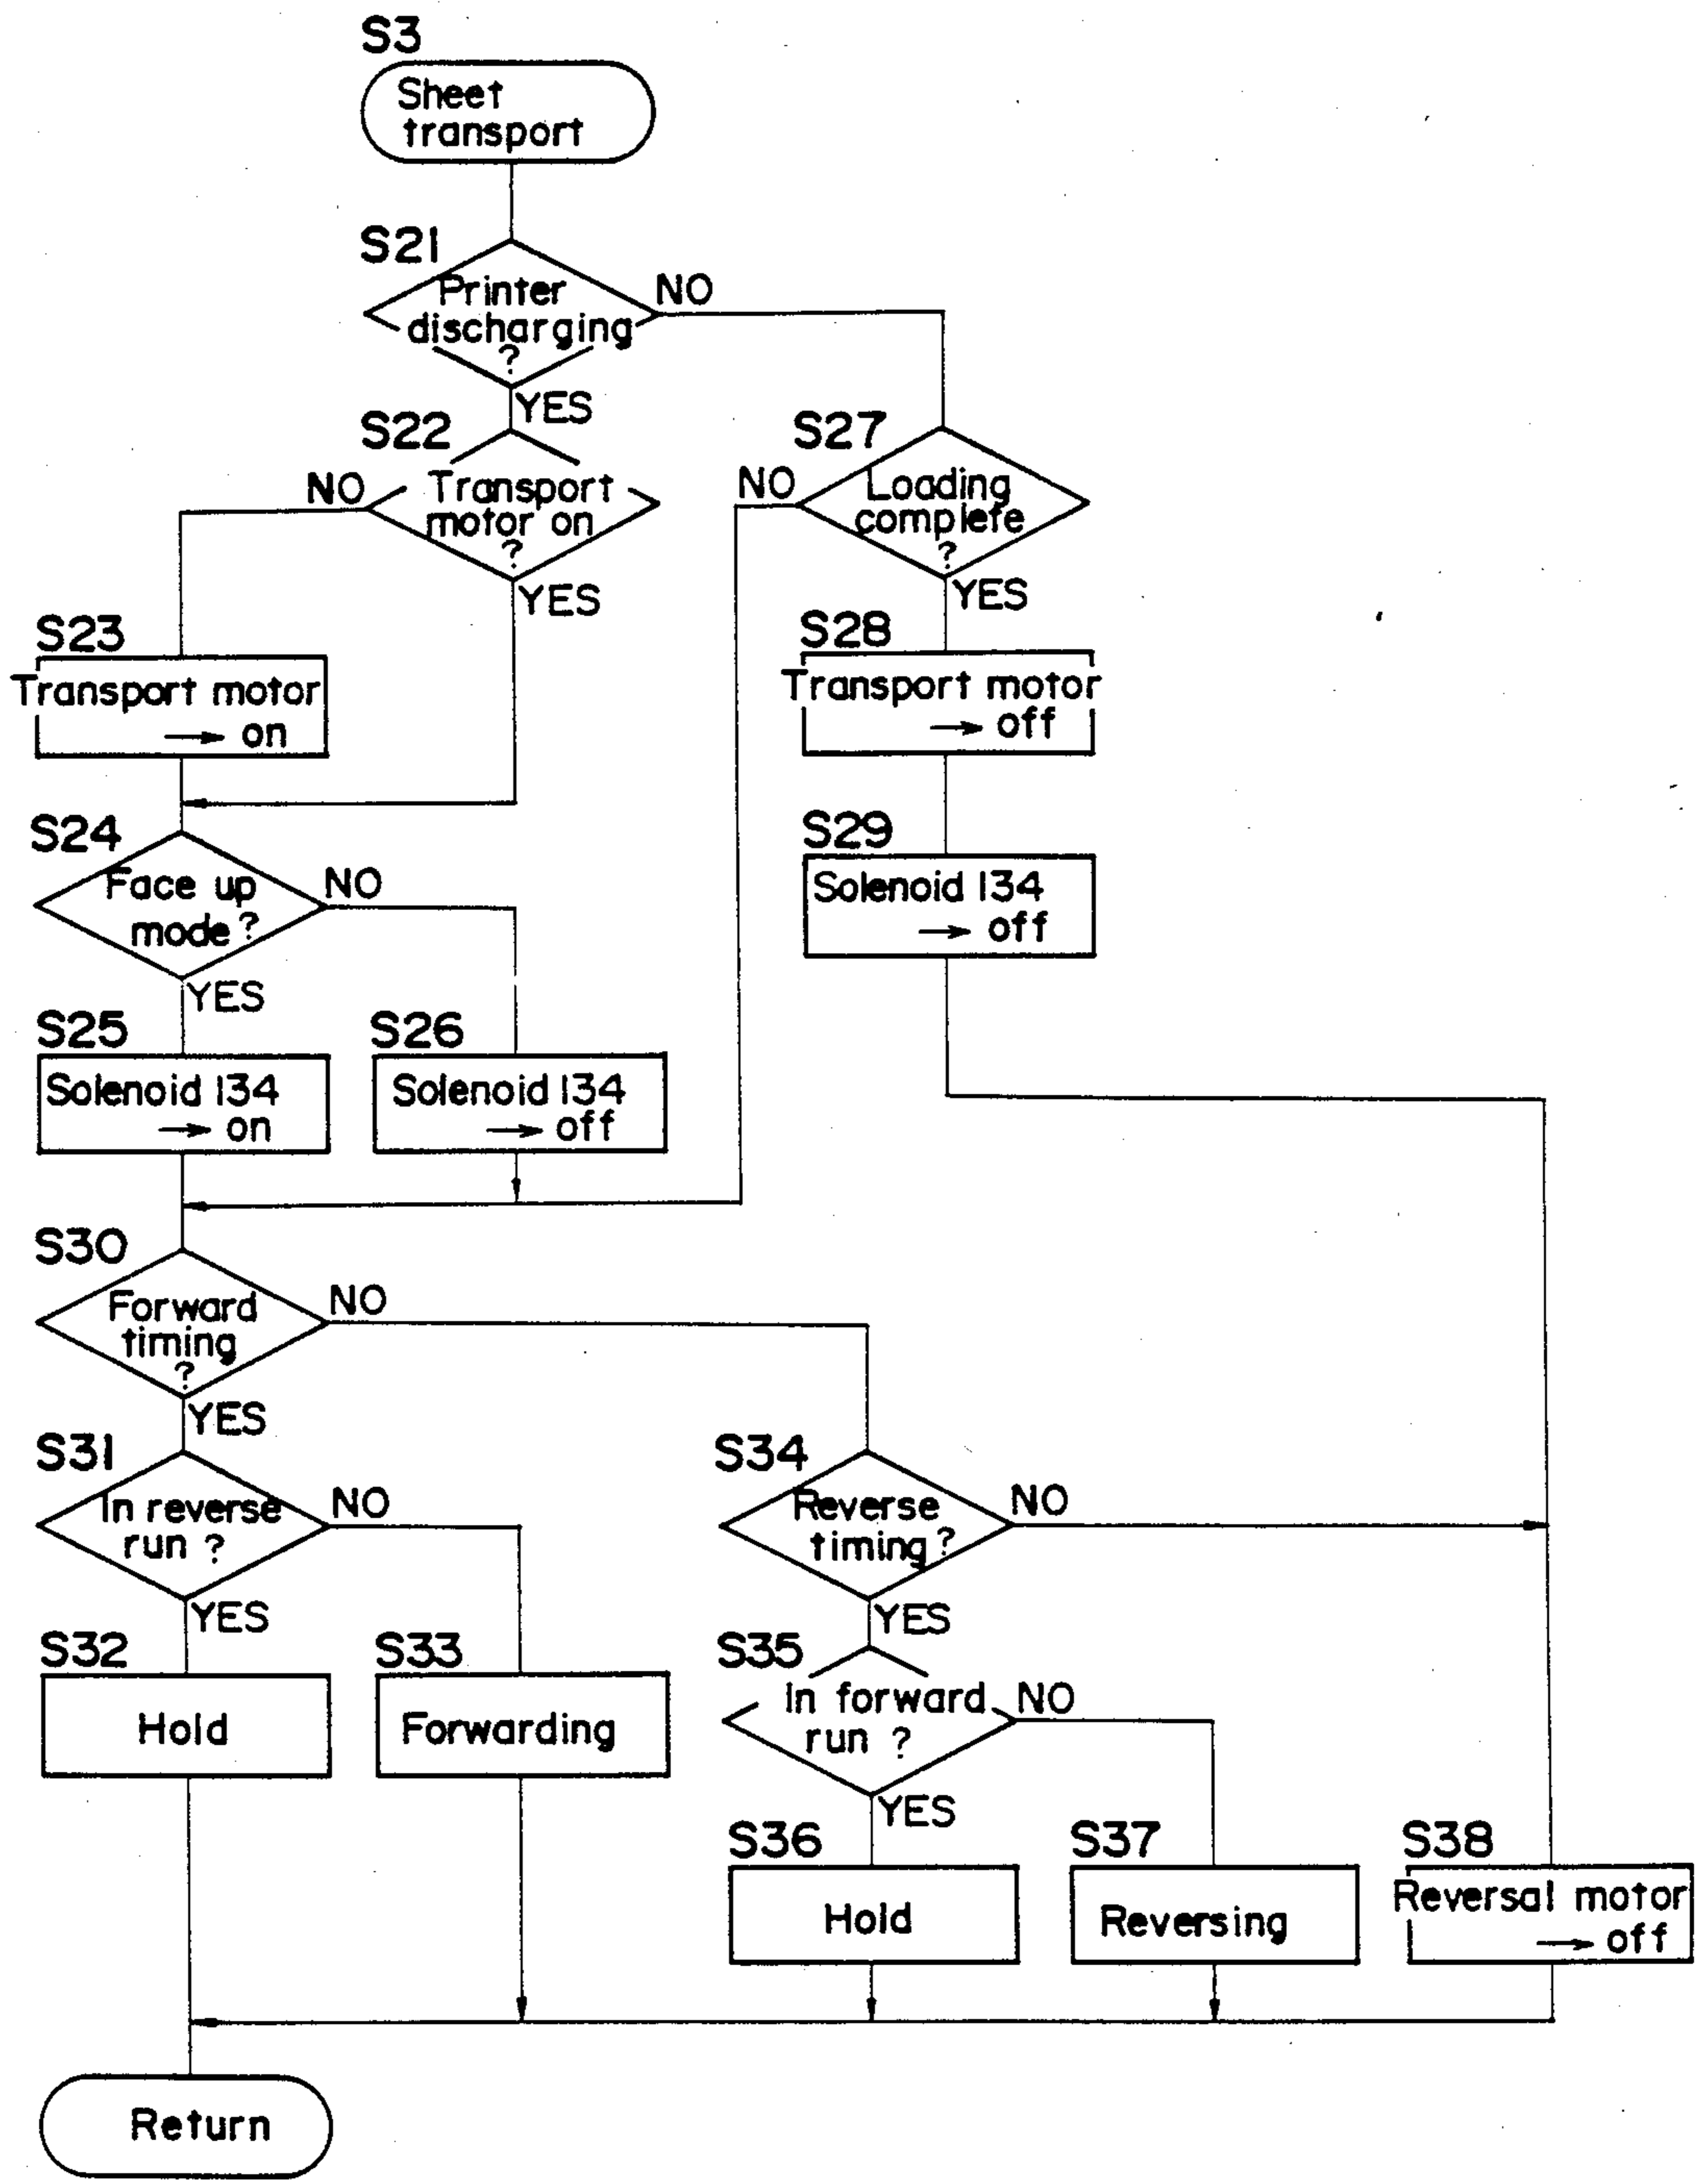 S3
Sheet
transport
S21
Printer
discharging
?
NO
YES
S22
Transport
motor on
?
NO
YES
S27
Loading
complete
?
NO
YES
S23
Transport motor
→ on
S28
Transport motor
→ off
S24
Face up
mode?
NO
YES
S29
Solenoid 134
→ off
S25
Solenoid 134
→ on
S26
Solenoid 134
→ off
S30
Forward
timing
?
NO
YES
S31
In reverse
run ?
NO
YES
S34
Reverse
timing?
NO
YES
S32
Hold
S33
Forwarding
S35
In forward
run ?
NO
YES
S36
Hold
S37
Reversing
S38
Reversal motor
→ off
Return